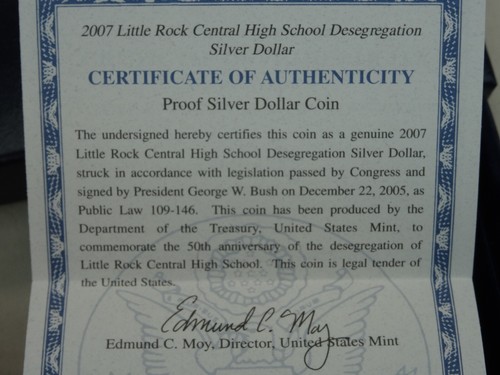 2007 Little Rock Central High School Desegregation
Silver Dollar
CERTIFICATE OF AUTHENTICITY
Proof Silver Dollar Coin
The undersigned hereby certifies this coin as a genuine 2007
Little Rock Central High School Desegregation Silver Dollar,
struck in accordance with legislation passed by Congress and
signed by President George W. Bush on December 22, 2005, as
Public Law 109-146. This coin has been produced by the
Department of the Treasury, United States Mint, to
commemorate the 50th anniversary of the desegregation of
Little Rock Central High School. This coin is legal tender of
the United States.
Edmund C. Moy
Edmund C. Moy, Director, United States Mint